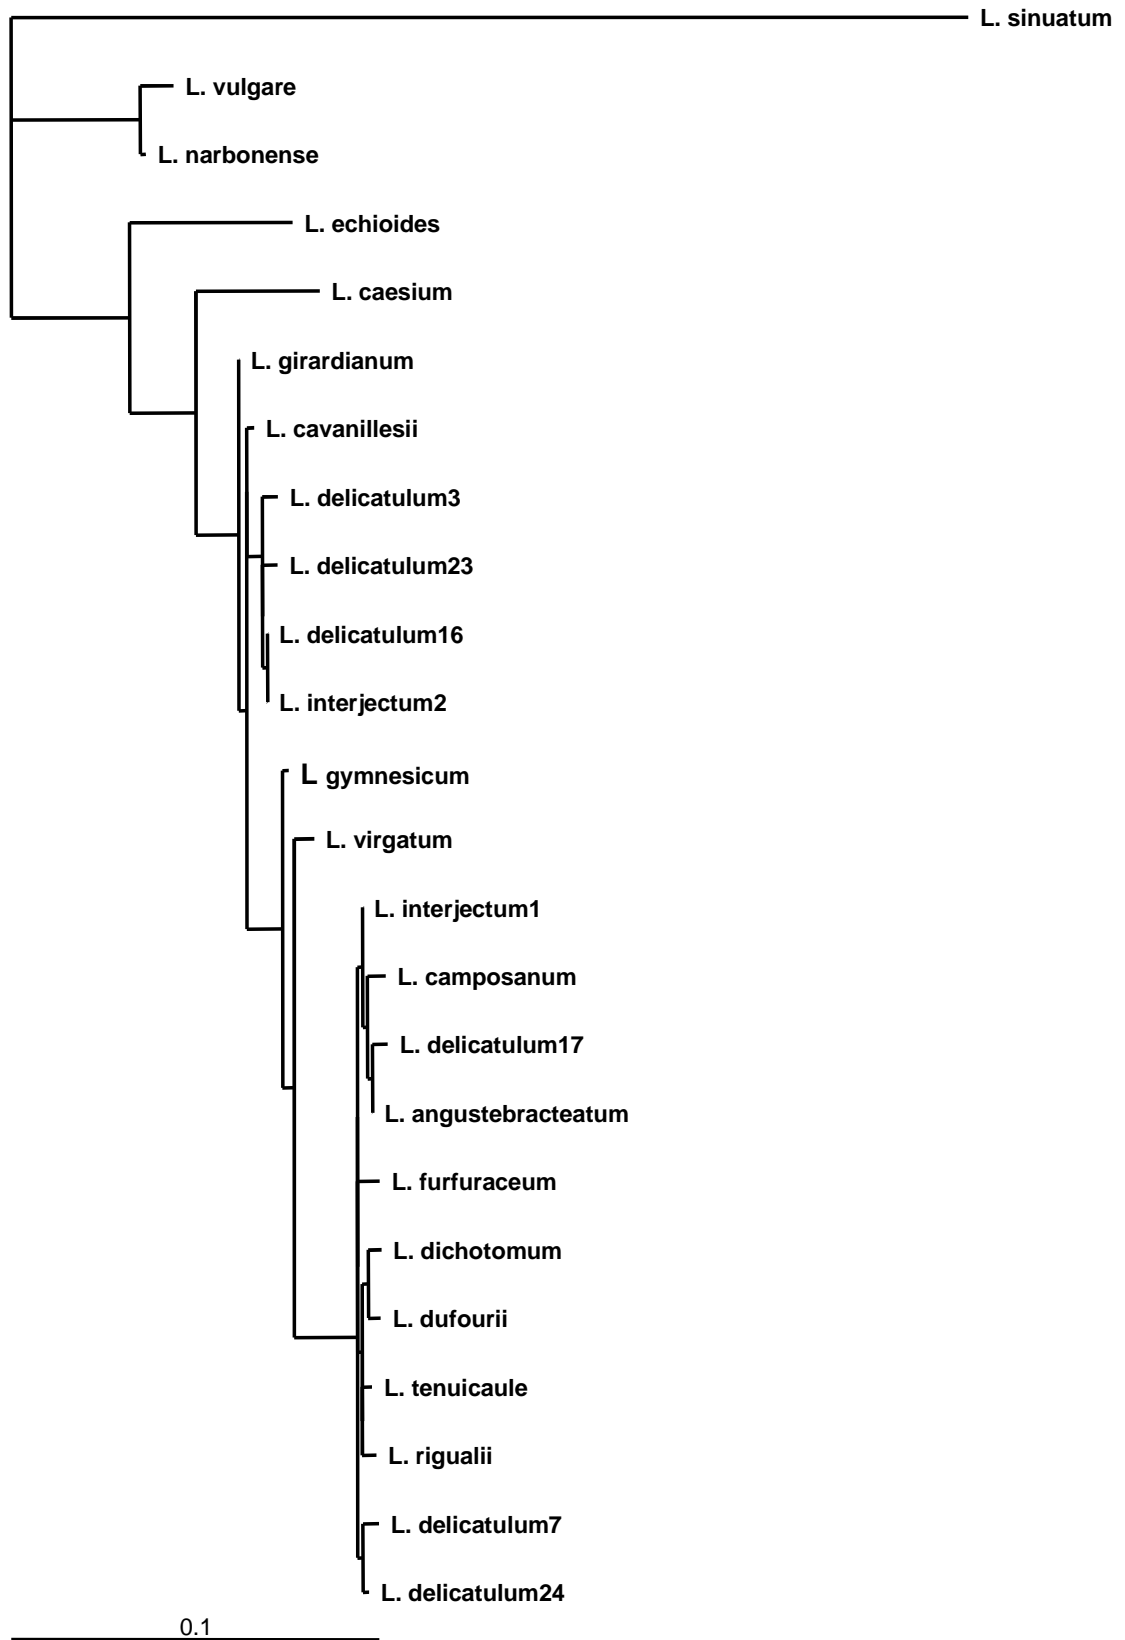 L. sinuatum
L. vulgare
L. narbonense
L. echioides
L. caesium
L. girardianum
L. cavanillesii
L. delicatulum3
L. delicatulum23
L. delicatulum16
L. interjectum2
L gymnesicum
L. virgatum
L. interjectum1
L. camposanum
L. delicatulum17
L. angustebracteatum
L. furfuraceum
L. dichotomum
L. dufourii
L. tenuicaule
L. rigualii
L. delicatulum7
L. delicatulum24
0.1